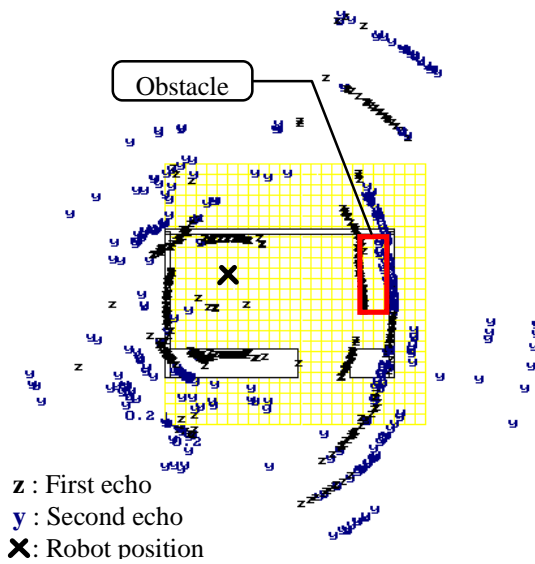 Obstacle
0.2
0.2
z : First echo
y : Second echo
✕: Robot position